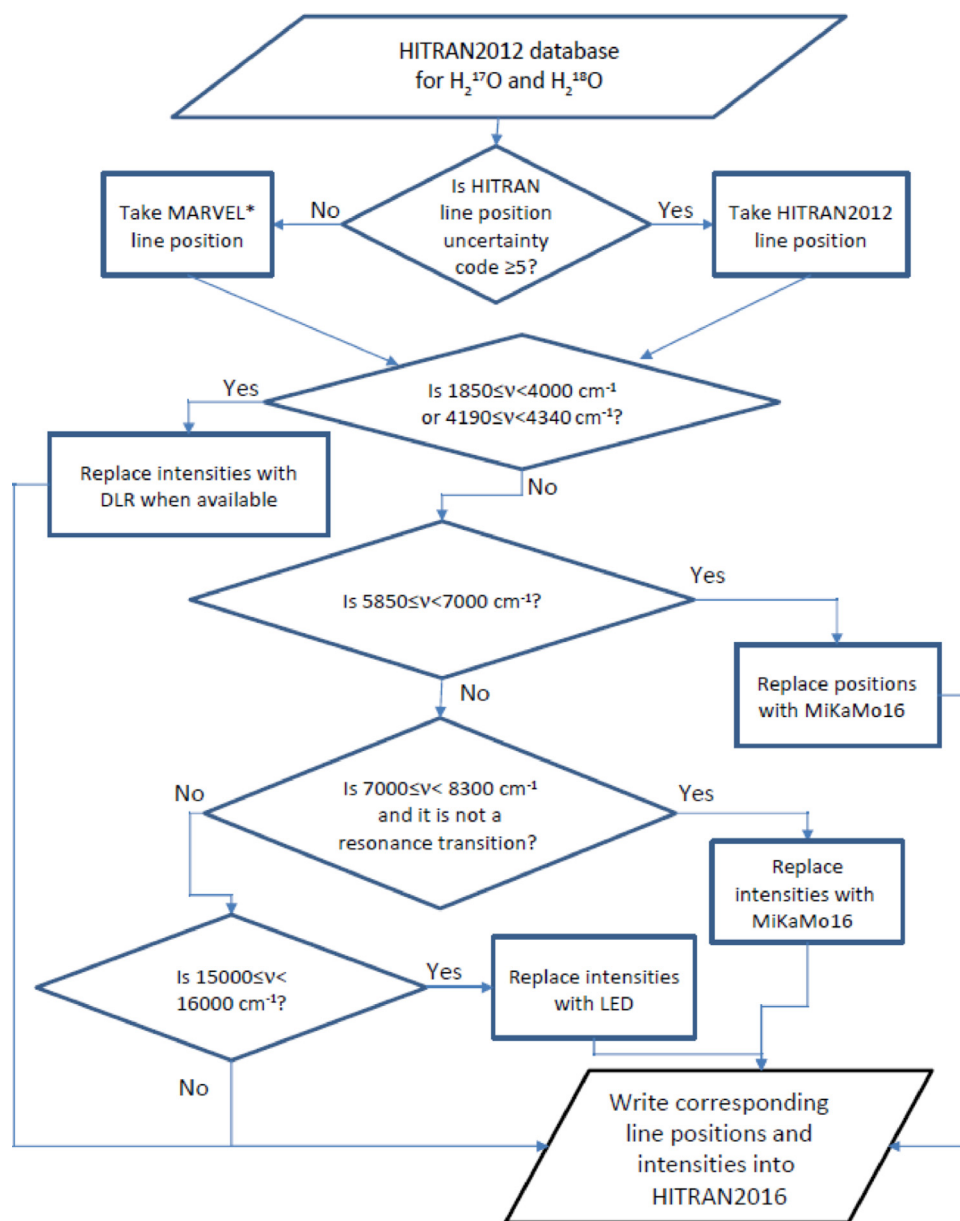 HITRAN2012 database
for H₂¹⁷O and H₂¹⁸O
Is HITRAN
line position
uncertainty
code ≥5?
No
Yes
Take MARVEL*
line position
Take HITRAN2012
line position
Is 1850≤ν<4000 cm⁻¹
or 4190≤ν<4340 cm⁻¹?
Yes
Replace intensities with
DLR when available
No
Is 5850≤ν<7000 cm⁻¹?
Yes
Replace positions
with MiKaMo16
No
Is 7000≤ν< 8300 cm⁻¹
and it is not a
resonance transition?
No
Yes
Replace
intensities with
MiKaMo16
Is 15000≤ν<
16000 cm⁻¹?
Yes
Replace intensities
with LED
No
Write corresponding
line positions and
intensities into
HITRAN2016